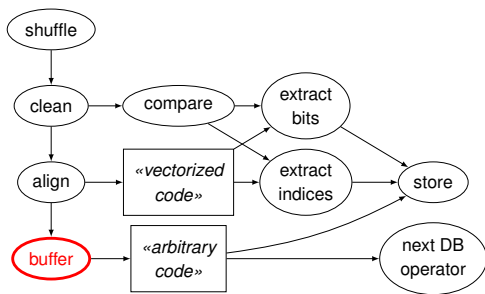 shuffle
clean
compare
extract
bits
align
«vectorized
code»
extract
indices
store
buffer
«arbitrary
code»
next DB
operator